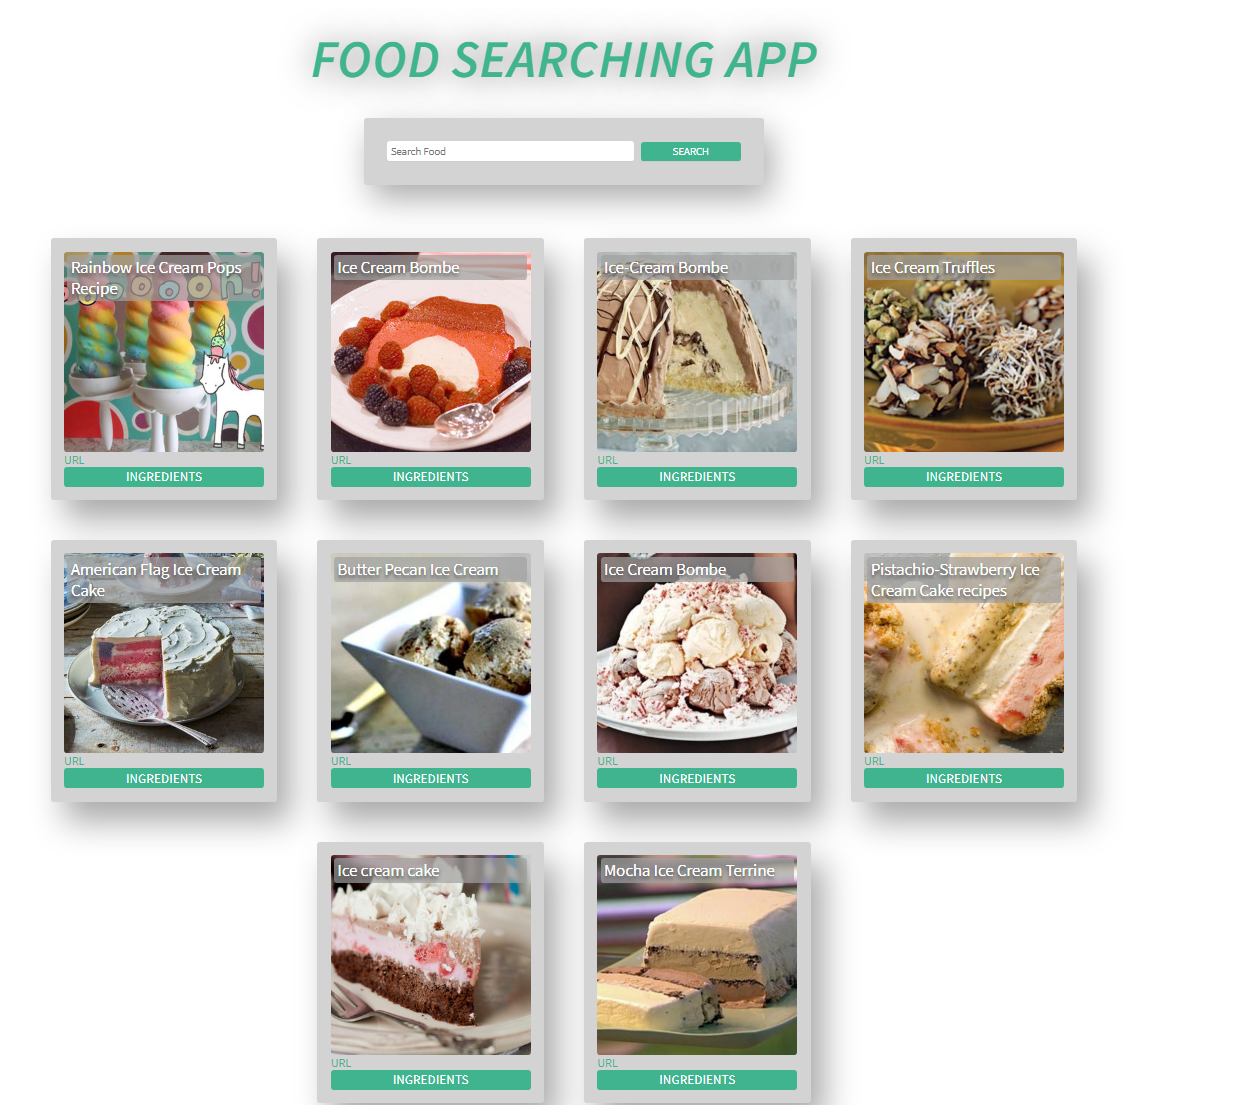 FOOD SEARCHING APP
Search Food
SEARCH
Rainbow Ice Cream Pops
Recipe
URL
INGREDIENTS
Ice Cream Bombe
URL
INGREDIENTS
Ice-Cream Bombe
URL
INGREDIENTS
Ice Cream Truffles
URL
INGREDIENTS
American Flag Ice Cream
Cake
URL
INGREDIENTS
Butter Pecan Ice Cream
URL
INGREDIENTS
Ice Cream Bombe
URL
INGREDIENTS
Pistachio-Strawberry Ice
Cream Cake recipes
URL
INGREDIENTS
Ice cream cake
URL
INGREDIENTS
Mocha Ice Cream Terrine
URL
INGREDIENTS